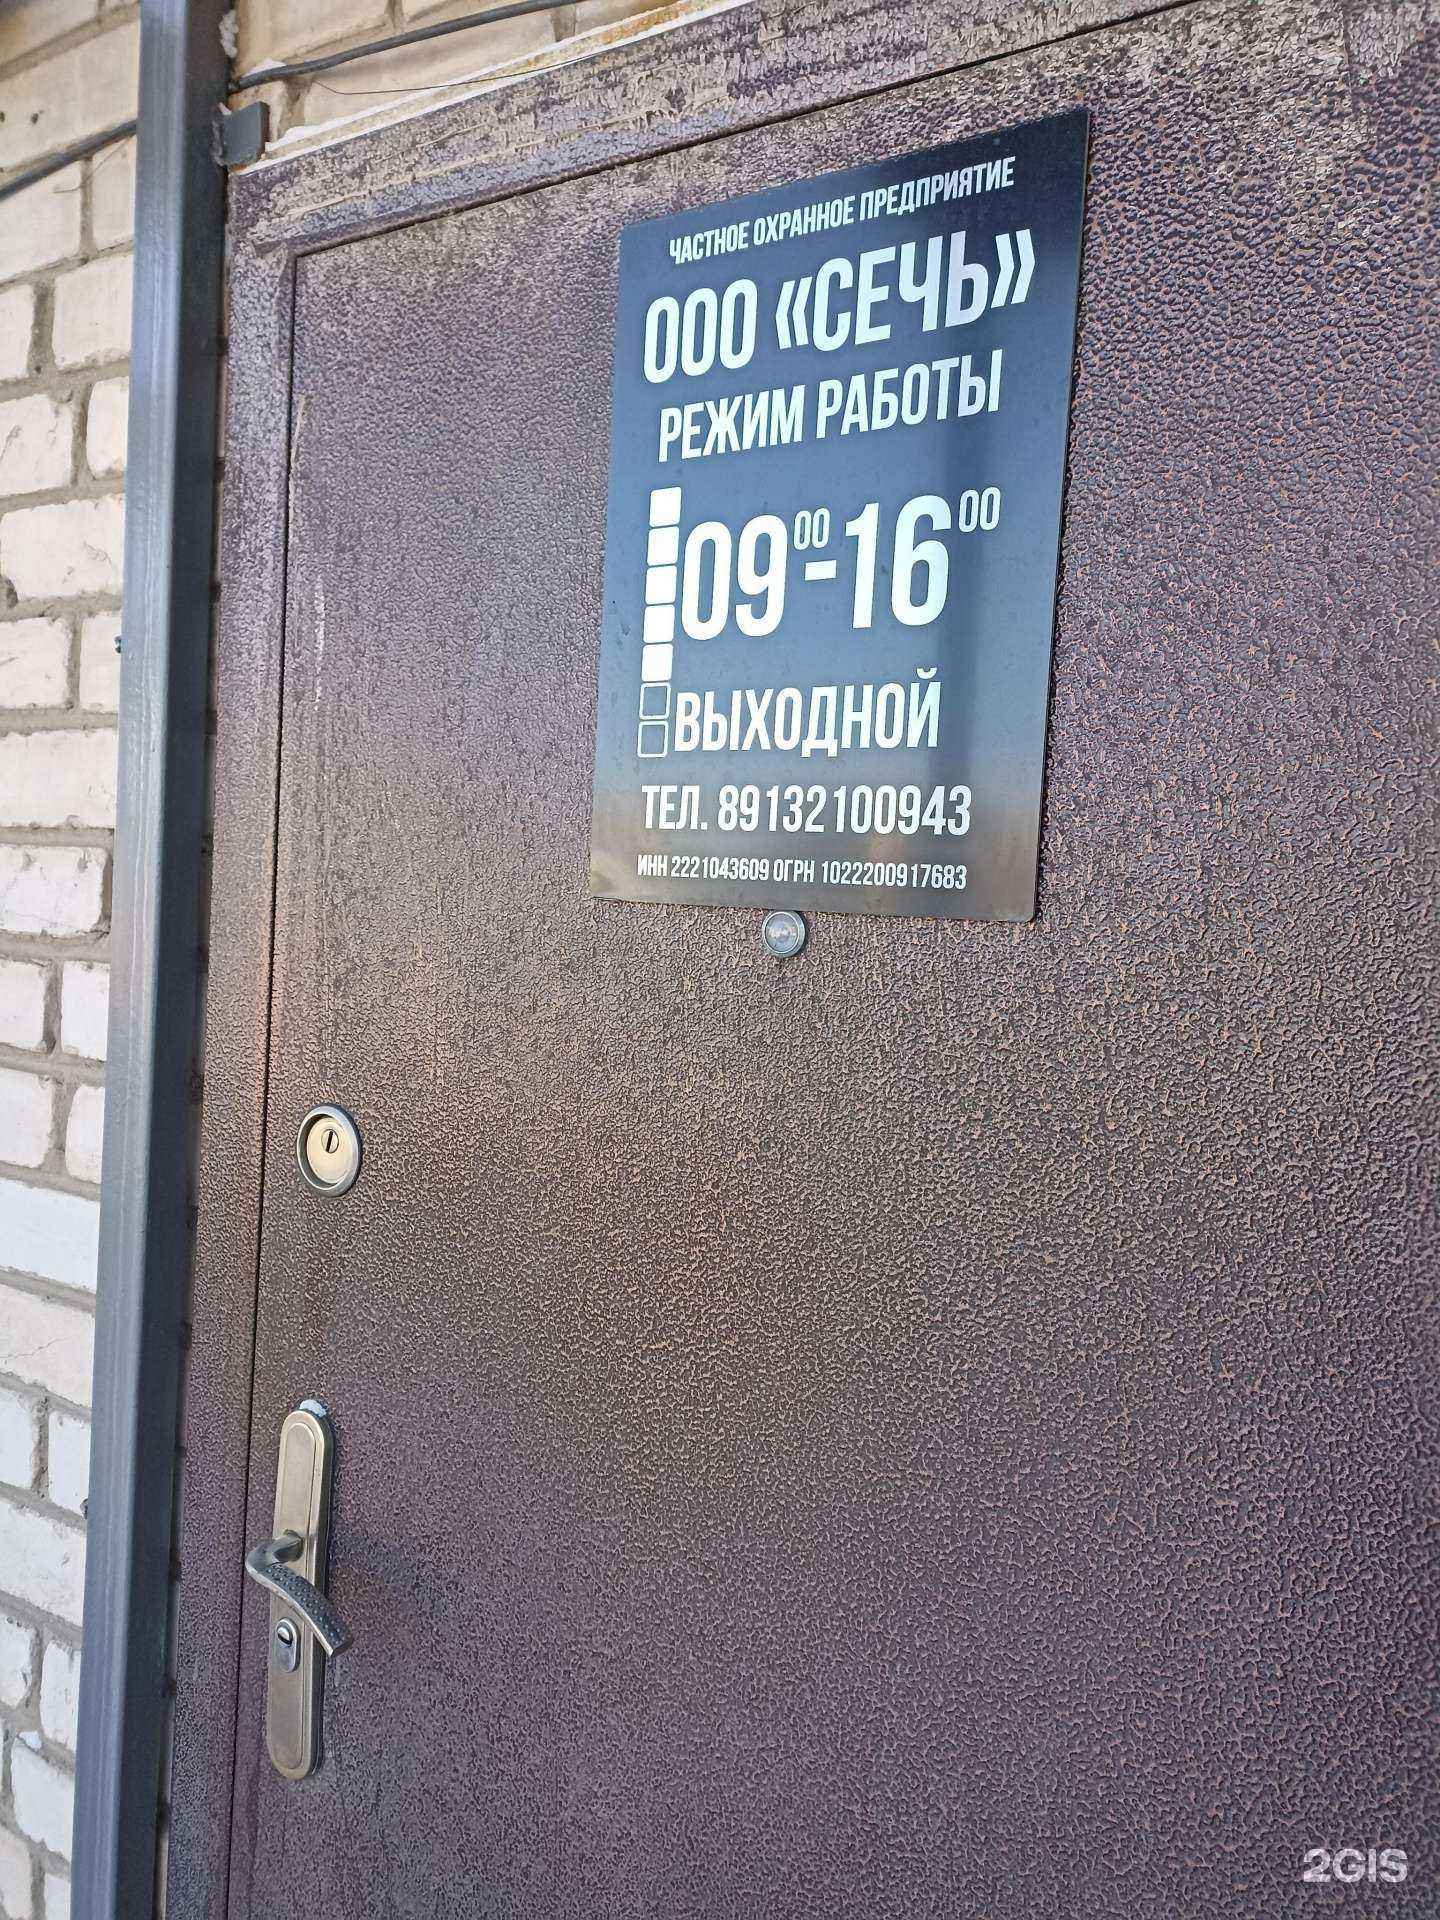 ЧАСТНОЕ ОХРАННОЕ ПРЕДПРИЯТИЕ
ООО «СЕЧЬ»
РЕЖИМ РАБОТЫ
09⁰⁰-16⁰⁰
ВЫХОДНОЙ
ТЕЛ. 89132100943
ИНН 2221043609 ОГРН 1022200917683
2GIS